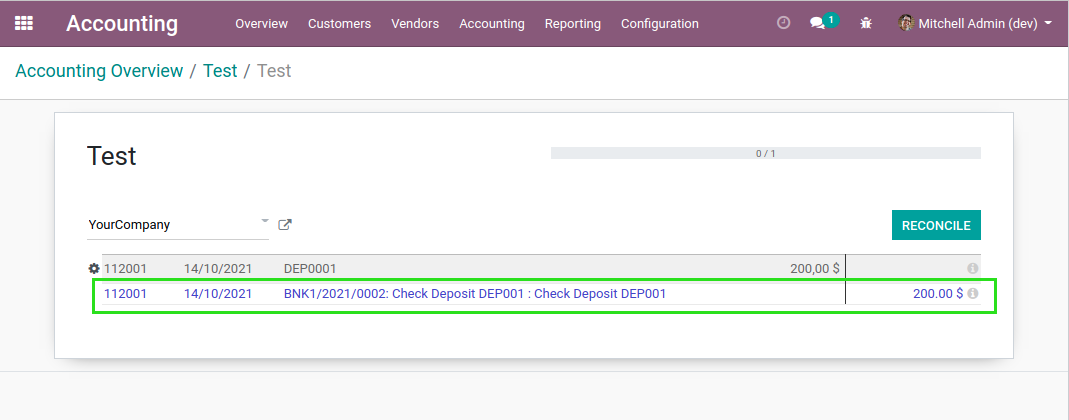 Accounting Overview Customers Vendors Accounting Reporting Configuration 1 Mitchell Admin (dev)
Accounting Overview / Test / Test
Test
0 / 1
YourCompany
RECONCILE
112001 14/10/2021 DEP0001 200,00 $
112001 14/10/2021 BNK1/2021/0002: Check Deposit DEP001 : Check Deposit DEP001 200.00 $